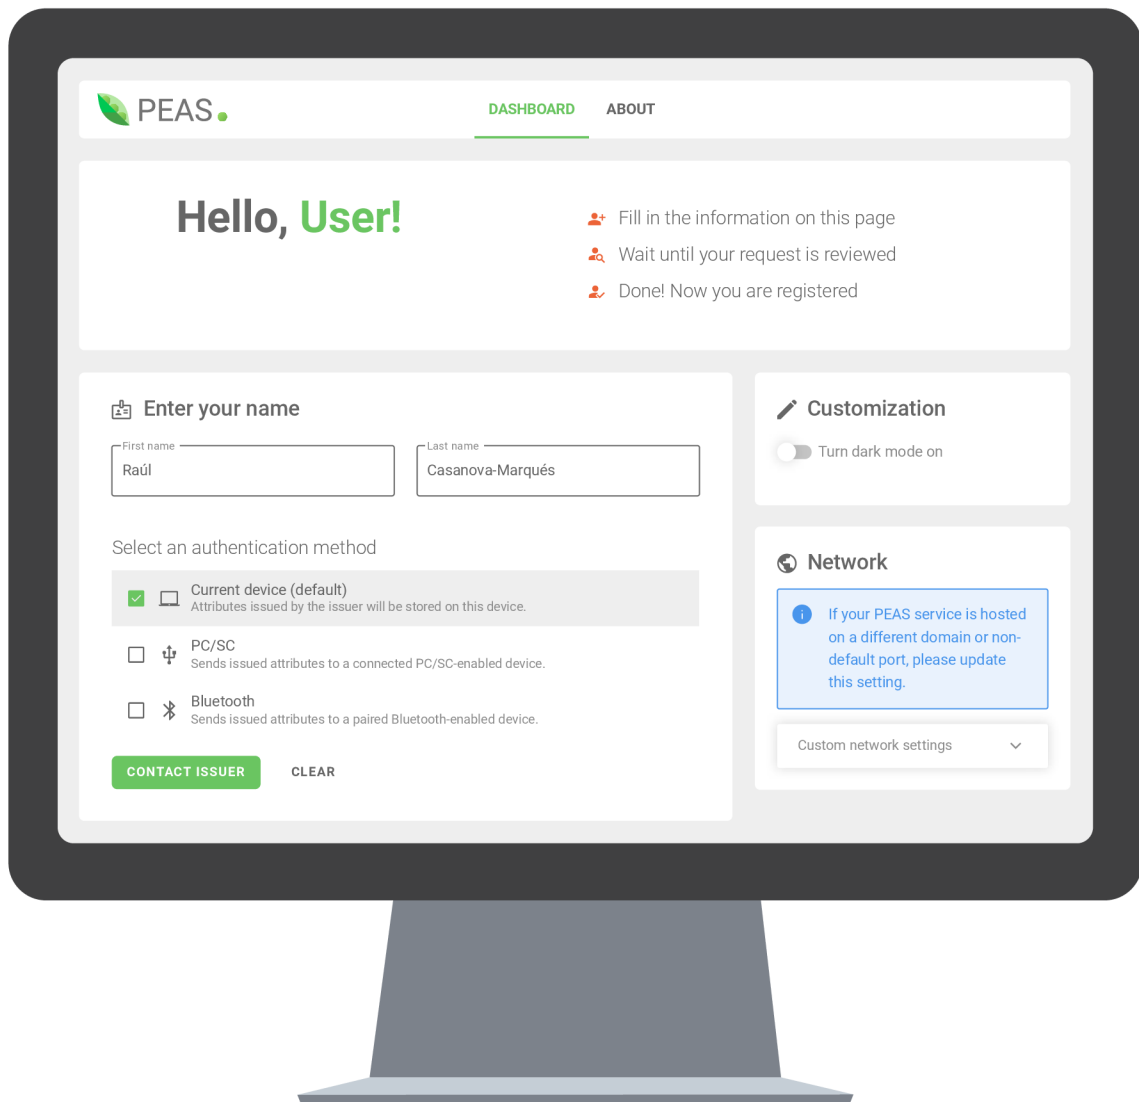 PEAS
DASHBOARD ABOUT
Hello, User!
Fill in the information on this page
Wait until your request is reviewed
Done! Now you are registered
Enter your name
First name
Raúl
Last name
Casanova-Marqués
Select an authentication method
Current device (default)
Attributes issued by the issuer will be stored on this device.
PC/SC
Sends issued attributes to a connected PC/SC-enabled device.
Bluetooth
Sends issued attributes to a paired Bluetooth-enabled device.
CONTACT ISSUER CLEAR
Customization
Turn dark mode on
Network
If your PEAS service is hosted
on a different domain or non-
default port, please update
this setting.
Custom network settings